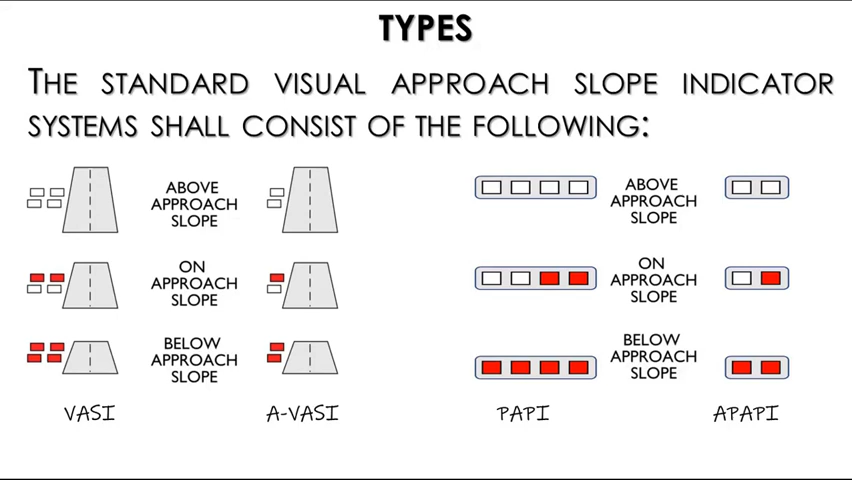 TYPES
THE STANDARD VISUAL APPROACH SLOPE INDICATOR
SYSTEMS SHALL CONSIST OF THE FOLLOWING:
ABOVE
APPROACH
SLOPE
ON
APPROACH
SLOPE
BELOW
APPROACH
SLOPE
VASI
A-VASI
ABOVE
APPROACH
SLOPE
ON
APPROACH
SLOPE
BELOW
APPROACH
SLOPE
PAPI
APAPI